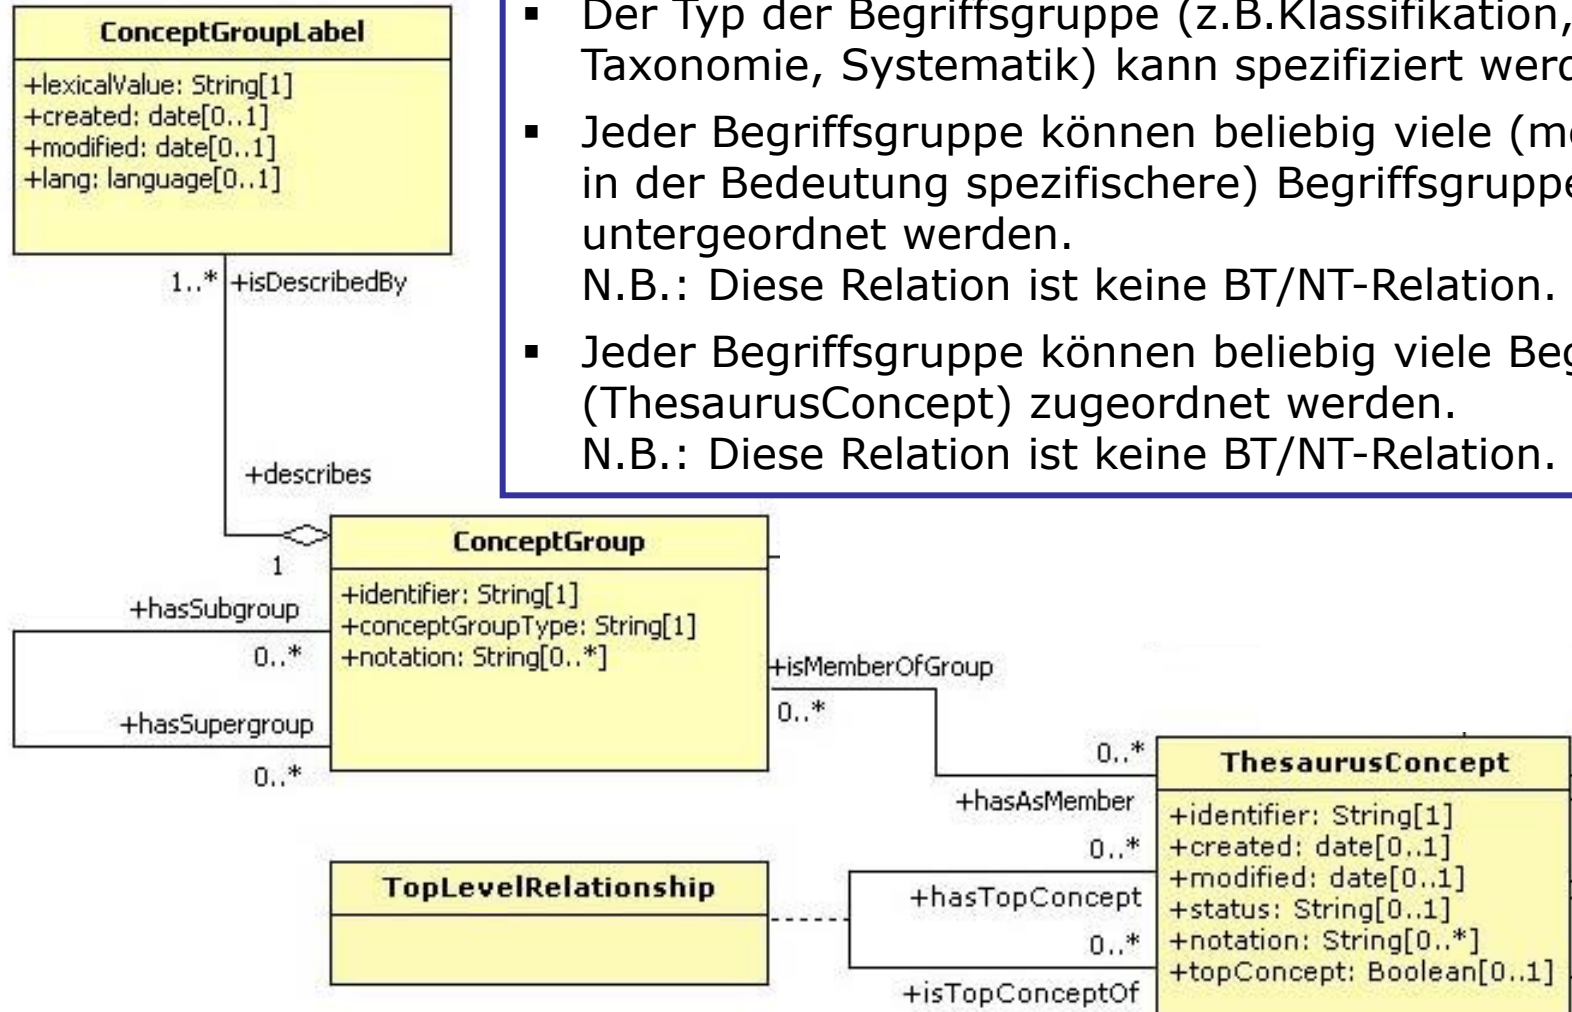 ConceptGroupLabel
+lexicalValue: String[1]
+created: date[0..1]
+modified: date[0..1]
+lang: language[0..1]
▪ Der Typ der Begriffsgruppe (z.B.Klassifikation,
Taxonomie, Systematik) kann spezifiziert
▪ Jeder Begriffsgruppe können beliebig viele
in der Bedeutung spezifischere)
untergeordnet werden.
N.B.: Diese Relation ist keine BT/NT-Relation.
▪ Jeder Begriffsgruppe können beliebig viele
(ThesaurusConcept) zugeordnet werden.
N.B.: Diese Relation ist keine BT/NT-Relation.
1..* +isDescribedBy
+describes
1
ConceptGroup
+identifier: String[1]
+conceptGroupType: String[1]
+notation: String[0..*]
+hasSubgroup
0..*
+hasSupergroup
0..*
+isMemberOfGroup
0..*
0..*
+hasAsMember
ThesaurusConcept
+identifier: String[1]
+created: date[0..1]
+modified: date[0..1]
+status: String[0..1]
+notation: String[0..*]
+topConcept: Boolean[0..1]
TopLevelRelationship
0..*
+hasTopConcept
0..*
+isTopConceptOf